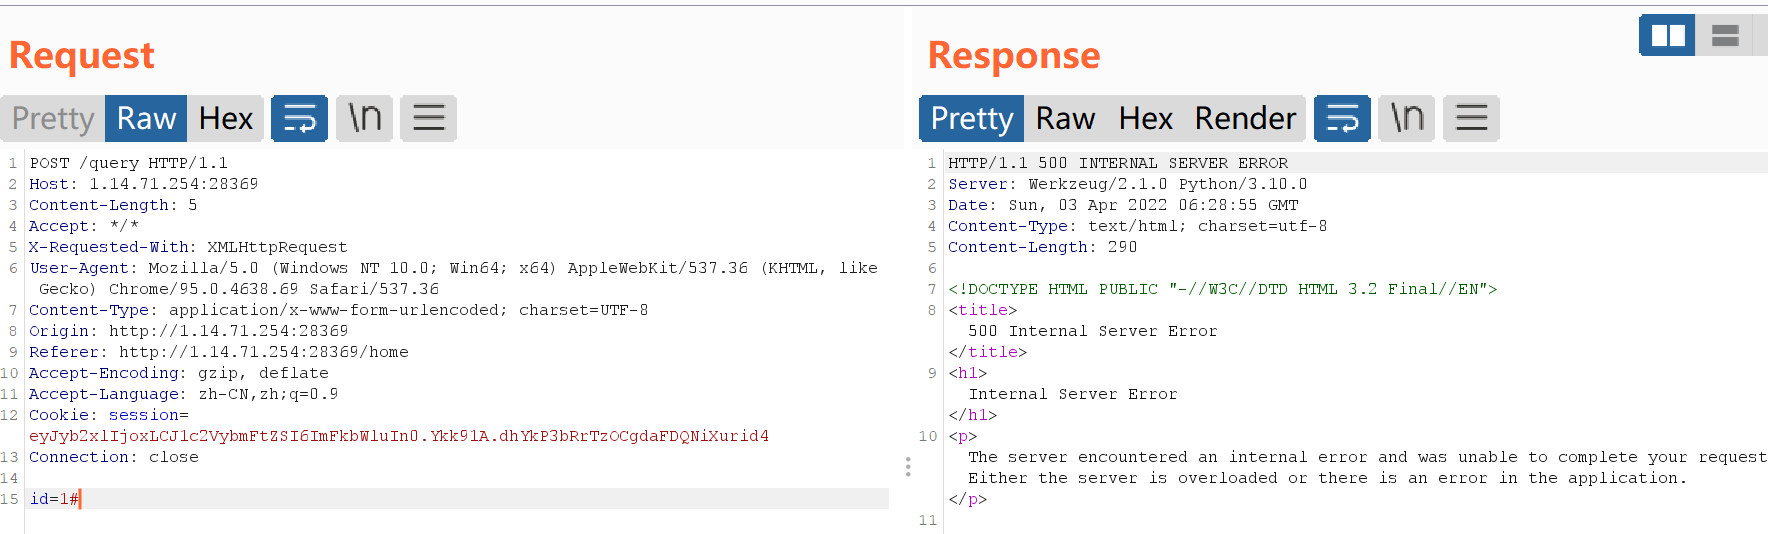 Request
Pretty Raw Hex \n
1 POST /query HTTP/1.1
2 Host: 1.14.71.254:28369
3 Content-Length: 5
4 Accept: */*
5 X-Requested-With: XMLHttpRequest
6 User-Agent: Mozilla/5.0 (Windows NT 10.0; Win64; x64) AppleWebKit/537.36 (KHTML, like
Gecko) Chrome/95.0.4638.69 Safari/537.36
7 Content-Type: application/x-www-form-urlencoded; charset=UTF-8
8 Origin: http://1.14.71.254:28369
9 Referer: http://1.14.71.254:28369/home
10 Accept-Encoding: gzip, deflate
11 Accept-Language: zh-CN,zh;q=0.9
12 Cookie: session=
eyJyb2xlIjoxLCJ1c2VybmFtZSI6ImFkbWluIn0.Ykk91A.dhYkP3bRrTzOCgdaFDQNiXurid4
13 Connection: close
14
15 id=1#
Response
Pretty Raw Hex Render \n
1 HTTP/1.1 500 INTERNAL SERVER ERROR
2 Server: Werkzeug/2.1.0 Python/3.10.0
3 Date: Sun, 03 Apr 2022 06:28:55 GMT
4 Content-Type: text/html; charset=utf-8
5 Content-Length: 290
6
7 <!DOCTYPE HTML PUBLIC "-//W3C//DTD HTML 3.2 Final//EN">
8 <title>
500 Internal Server Error
</title>
9 <h1>
Internal Server Error
</h1>
10 <p>
The server encountered an internal error and was unable to complete your request
Either the server is overloaded or there is an error in the application.
</p>
11